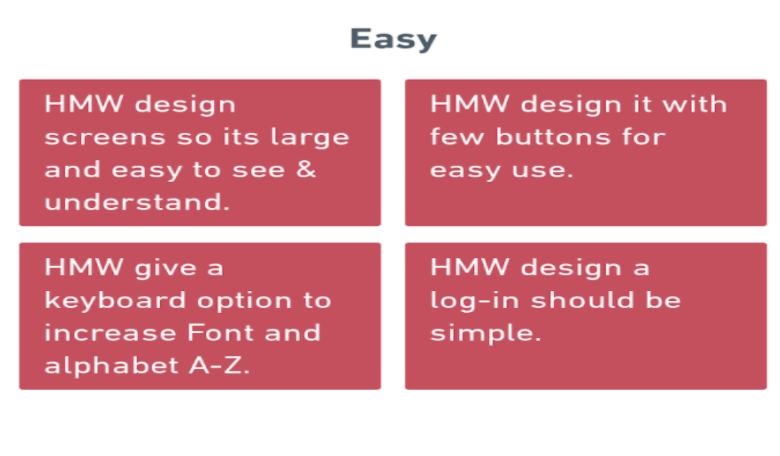 Easy
HMW design
screens so its large
and easy to see &
understand.
HMW design it with
few buttons for
easy use.
HMW give a
keyboard option to
increase Font and
alphabet A-Z.
HMW design a
log-in should be
simple.